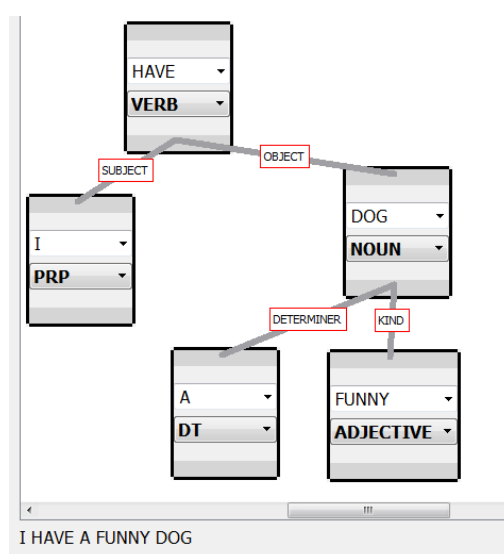 HAVE
VERB
SUBJECT
OBJECT
I
PRP
DOG
NOUN
DETERMINER
KIND
A
DT
FUNNY
ADJECTIVE
I HAVE A FUNNY DOG